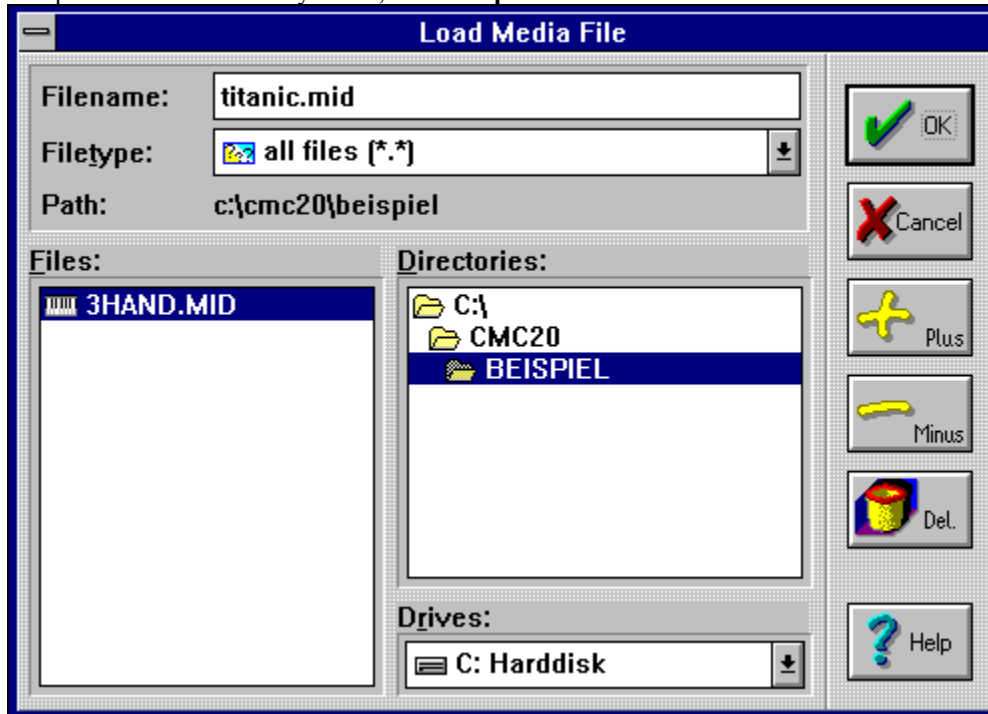 Load Media File
Filename: titanic.mid
Filetype: all files (*.*)
Path: c:\cmc20\beispiel
Files:
3HAND.MID
Directories:
C:\
CMC20
BEISPIEL
Drives:
C: Harddisk
OK
Cancel
Plus
Minus
Del.
Help